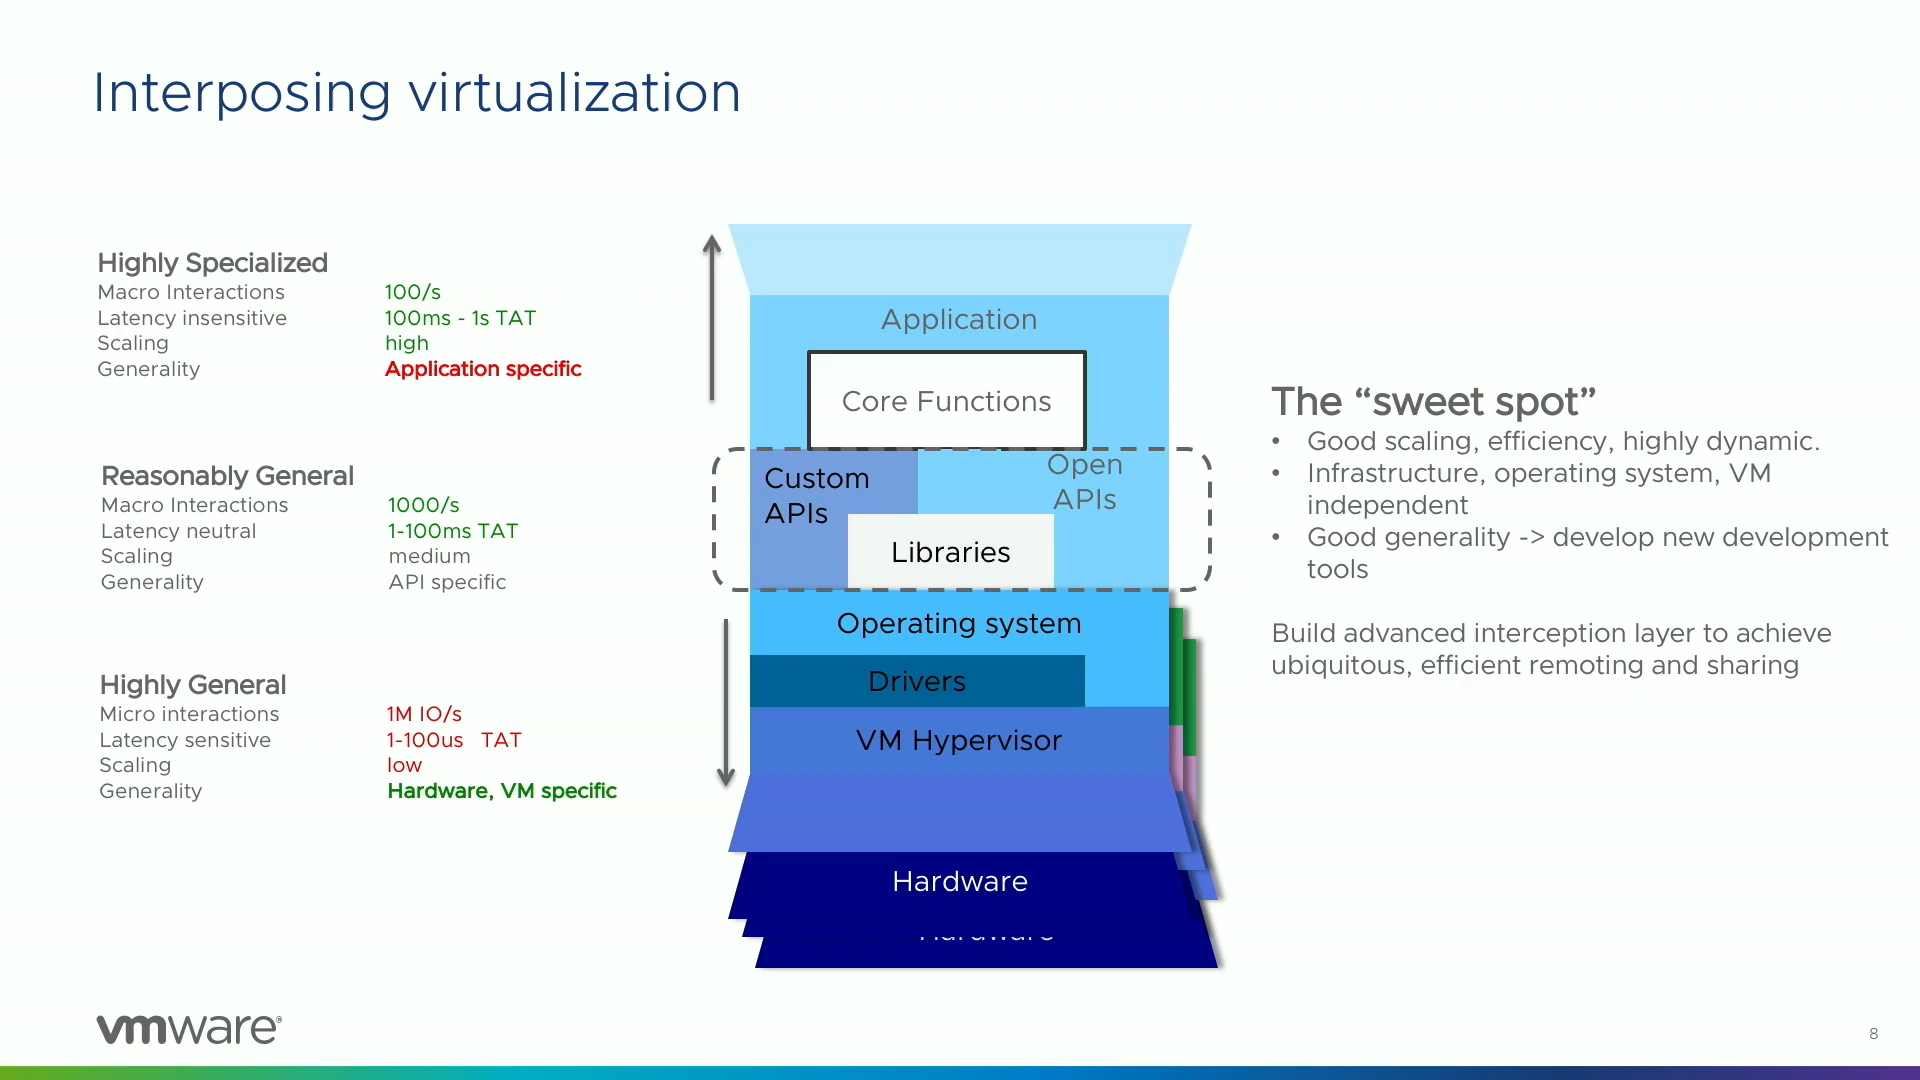 Interposing virtualization
Highly Specialized
Macro Interactions 100/s
Latency insensitive 100ms - 1s TAT
Scaling high
Generality Application specific
Reasonably General
Macro Interactions 1000/s
Latency neutral 1-100ms TAT
Scaling medium
Generality API specific
Highly General
Micro interactions 1M IO/s
Latency sensitive 1-100us TAT
Scaling low
Generality Hardware, VM specific
Application
Core Functions
Custom
APIs
Open
APIs
Libraries
Operating system
Drivers
VM Hypervisor
Hardware
Hardware
The “sweet spot”
• Good scaling, efficiency, highly dynamic.
• Infrastructure, operating system, VM
independent
• Good generality -> develop new development
tools
Build advanced interception layer to achieve
ubiquitous, efficient remoting and sharing
vmware®
8